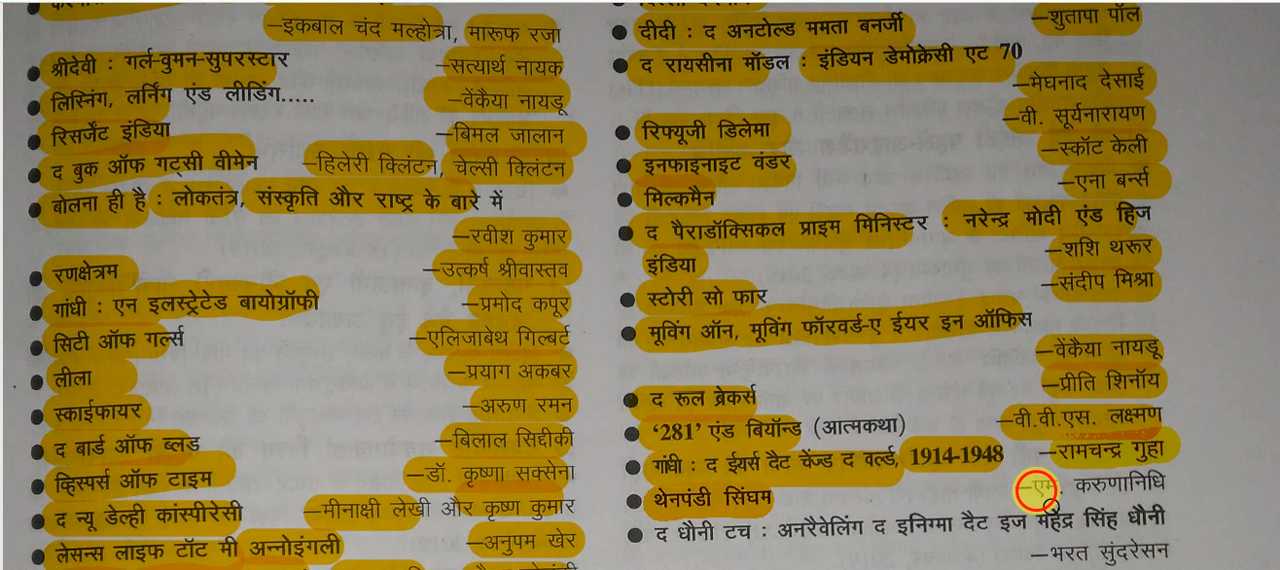 —इकबाल चंद मल्होत्रा, मारूफ रजा
● श्रीदेवी : गर्ल-वुमन-सुपरस्टार
—सत्यार्थ नायक
● लिस्निंग, लर्निंग एंड लीडिंग.....
—वेंकैया नायडू
● रिसर्जेंट इंडिया —बिमल जालान
● द बुक ऑफ गट्सी वीमेन —हिलेरी क्लिंटन, चेल्सी क्लिंटन
● बोलना ही है : लोकतंत्र, संस्कृति और राष्ट्र के बारे में
—रवीश कुमार
● रणक्षेत्रम —उत्कर्ष श्रीवास्तव
● गांधी : एन इलस्ट्रेटेड बायोग्रॉफी —प्रमोद कपूर
● सिटी ऑफ गर्ल्स —एलिजाबेथ गिल्बर्ट
● लीला —प्रयाग अकबर
● स्काईफायर —अरुण रमन
● द बार्ड ऑफ ब्लड —बिलाल सिद्दीकी
● व्हिस्पर्स ऑफ टाइम —डॉ. कृष्णा सक्सेना
● द न्यू डेल्ही कांस्पीरेसी —मीनाक्षी लेखी और कृष्ण कुमार
● लेसन्स लाइफ टॉट मी अन्नोइंगली —अनुपम खेर
—शुतापा पॉल
● दीदी : द अनटोल्ड ममता बनर्जी
● द रायसीना मॉडल : इंडियन डेमोक्रेसी एट 70
—मेघनाद देसाई
● रिफ्यूजी डिलेमा —वी. सूर्यनारायण
● इनफाइनाइट वंडर —स्कॉट केली
● मिल्कमैन —एना बर्न्स
● द पैराडॉक्सिकल प्राइम मिनिस्टर : नरेन्द्र मोदी एंड हिज
इंडिया —शशि थरूर
● स्टोरी सो फार —संदीप मिश्रा
● मूविंग ऑन, मूविंग फॉरवर्ड-ए ईयर इन ऑफिस
—वेंकैया नायडू
● द रूल ब्रेकर्स —प्रीति शिनॉय
● ‘281’ एंड बियॉन्ड (आत्मकथा) —वी.वी.एस. लक्ष्मण
● गांधी : द ईयर्स दैट चेंज्ड द वर्ल्ड, 1914-1948 —रामचन्द्र गुहा
● थेनपंडी सिंघम —एम. करुणानिधि
● द धौनी टच : अनरैवेलिंग द इनिग्मा दैट इज महेंद्र सिंह धौनी
—भरत सुंदरेसन